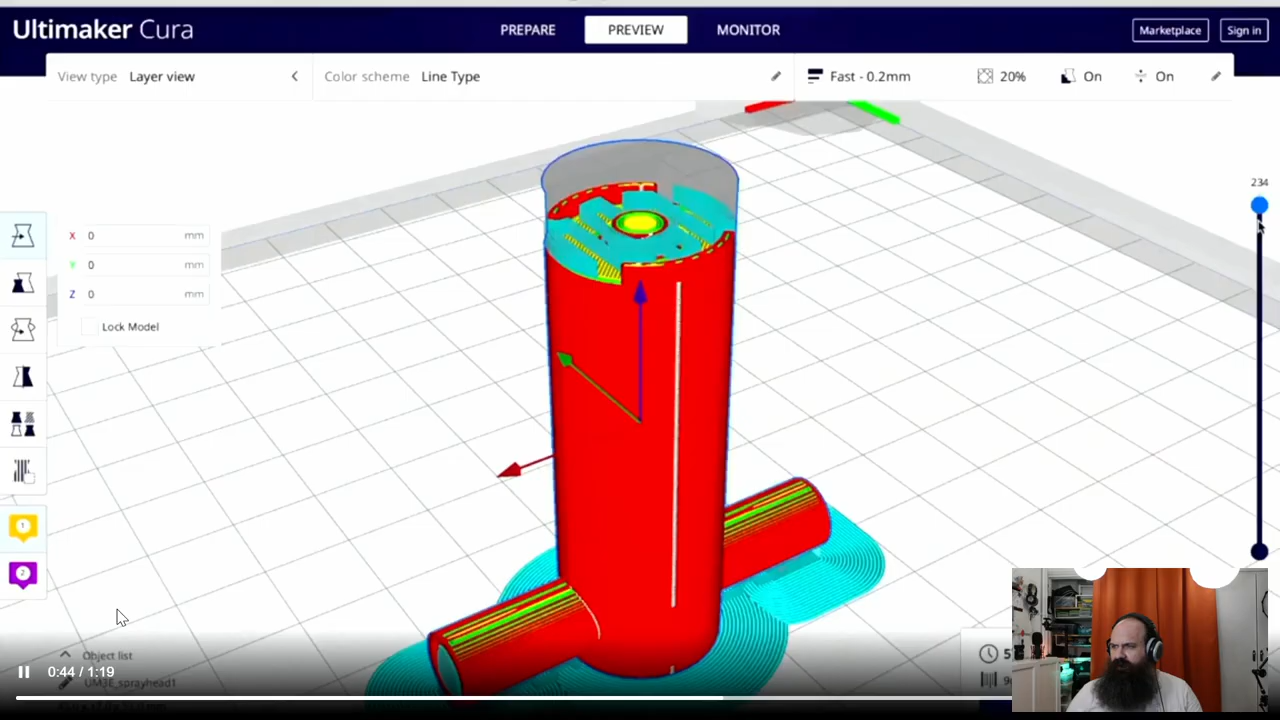 Ultimaker Cura PREPARE PREVIEW MONITOR Marketplace Sign in
View type Layer view Color scheme Line Type Fast - 0.2mm 20% On On
234
X 0 mm
Y 0 mm
Z 0 mm
Lock Model
1
2
Object list
0:44 / 1:19
UM3E_sprayhead1